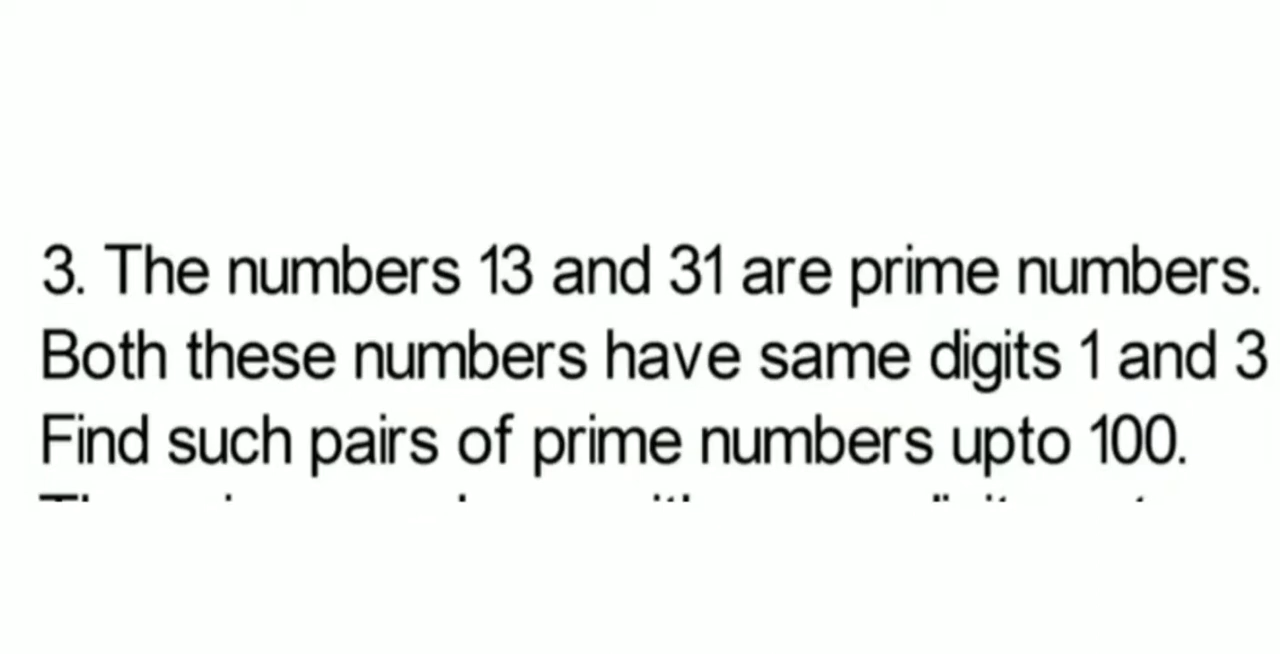 3. The numbers 13 and 31 are prime numbers.
Both these numbers have same digits 1 and 3
Find such pairs of prime numbers upto 100.